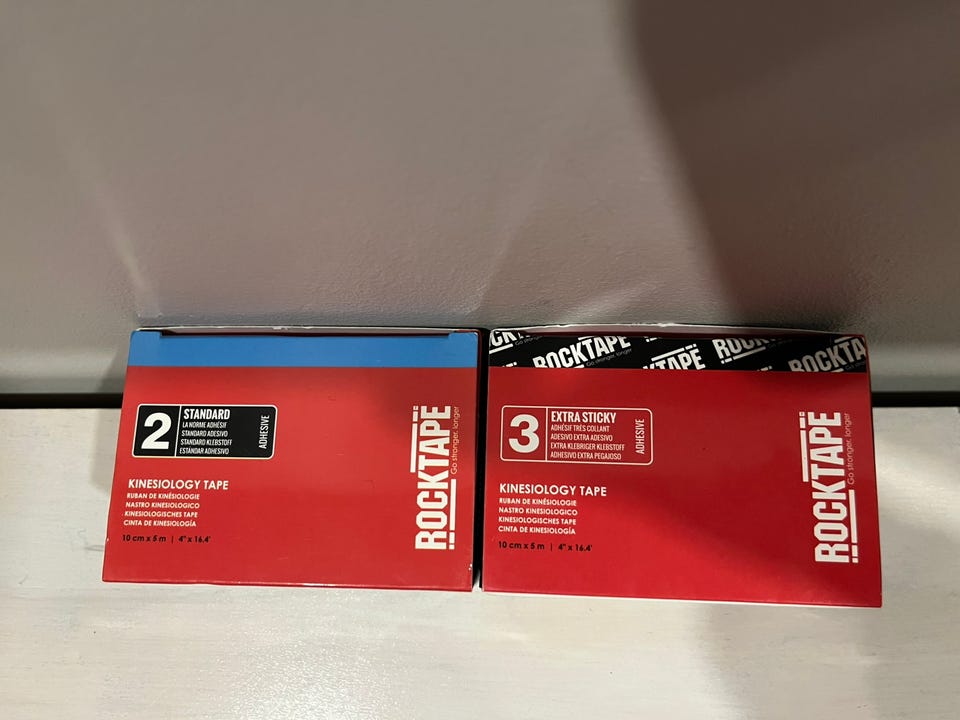 2
STANDARD
LA NORME ADHÉSIF
STANDARD ADESIVO
STANDARD KLEBSTOFF
ESTÁNDAR ADHESIVO
ADHESIVE
KINESIOLOGY TAPE
RUBAN DE KINÉSIOLOGIE
NASTRO KINESIOLOGICO
KINESIOLOGISCHES TAPE
CINTA DE KINESIOLOGÍA
10 cm x 5 m | 4" x 16.4'
ROCKTAPE
Go stronger, longer
ROCKTAPE
Go stronger, longer
ROCKTA
3
EXTRA STICKY
ADHÉSIF TRÈS COLLANT
ADESIVO EXTRA ADESIVO
EXTRA KLEBRIGER KLEBSTOFF
ADHESIVO EXTRA PEGAJOSO
ADHESIVE
KINESIOLOGY TAPE
RUBAN DE KINÉSIOLOGIE
NASTRO KINESIOLOGICO
KINESIOLOGISCHES TAPE
CINTA DE KINESIOLOGÍA
10 cm x 5 m | 4" x 16.4'
ROCKTAPE
Go stronger, longer